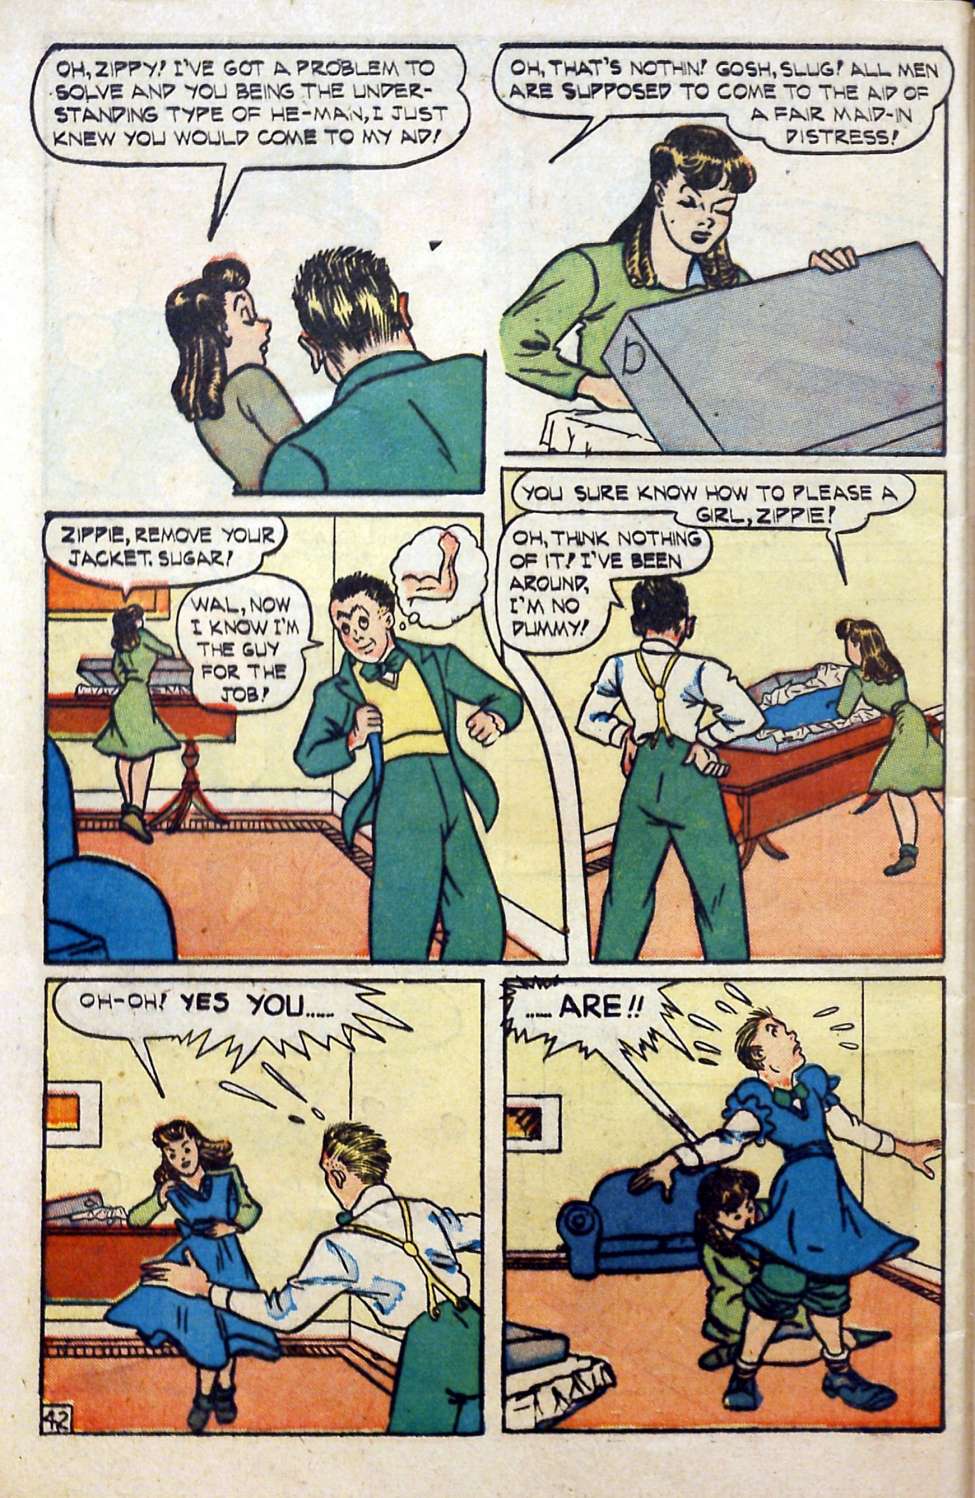 OH, ZIPPY! I'VE GOT A PROBLEM TO
SOLVE AND YOU BEING THE UNDER-
STANDING TYPE OF HE-MAN, I JUST
KNEW YOU WOULD COME TO MY AID!
OH, THAT'S NOTHIN! GOSH, SLUG! ALL MEN
ARE SUPPOSED TO COME TO THE AID OF
A FAIR MAID-IN
DISTRESS!
ZIPPIE, REMOVE YOUR
JACKET. SUGAR!
WAL, NOW
I KNOW I'M
THE GUY
FOR THE
JOB!
YOU SURE KNOW HOW TO PLEASE A
GIRL, ZIPPIE!
OH, THINK NOTHING
OF IT! I'VE BEEN
AROUND,
I'M NO
DUMMY!
OH-OH! YES YOU.....
..... ARE!!
42